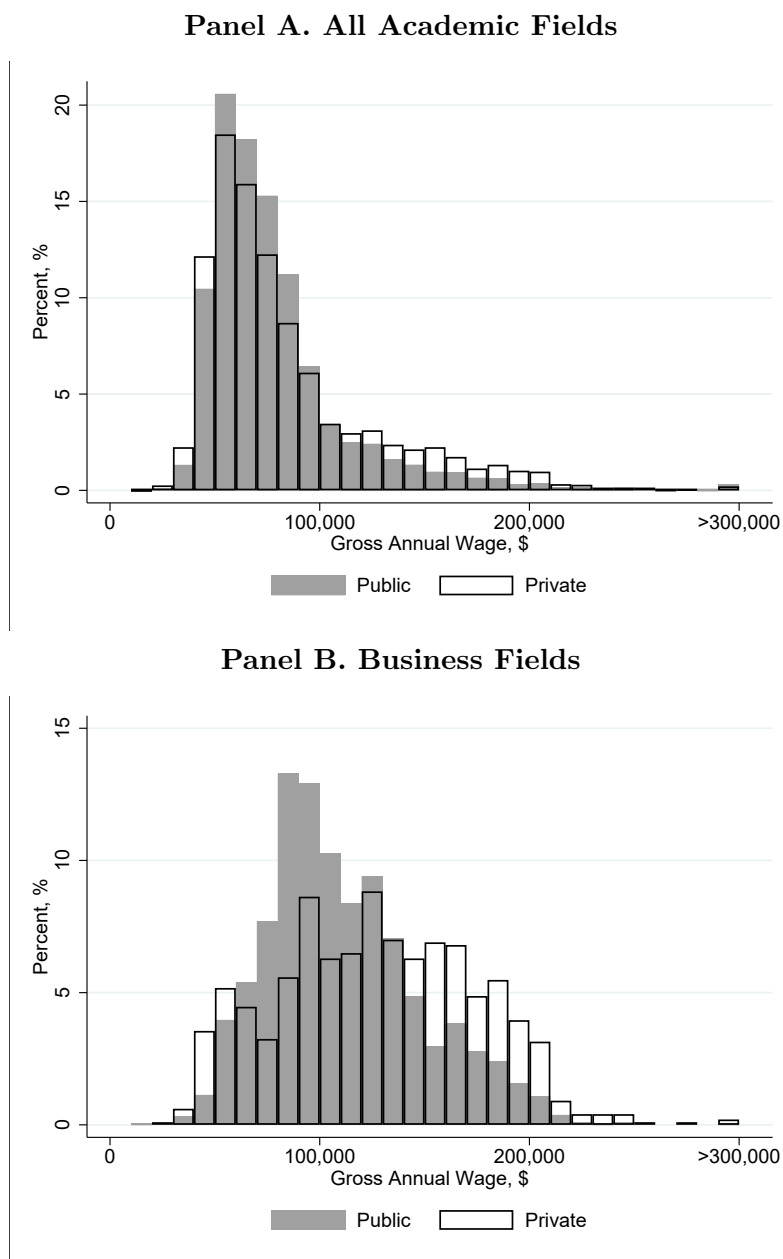 Panel A. All Academic Fields
20
15
10
5
0
Percent, %
0 100,000 200,000 >300,000
Gross Annual Wage, $
Public Private
Panel B. Business Fields
15
10
5
0
Percent, %
0 100,000 200,000 >300,000
Gross Annual Wage, $
Public Private